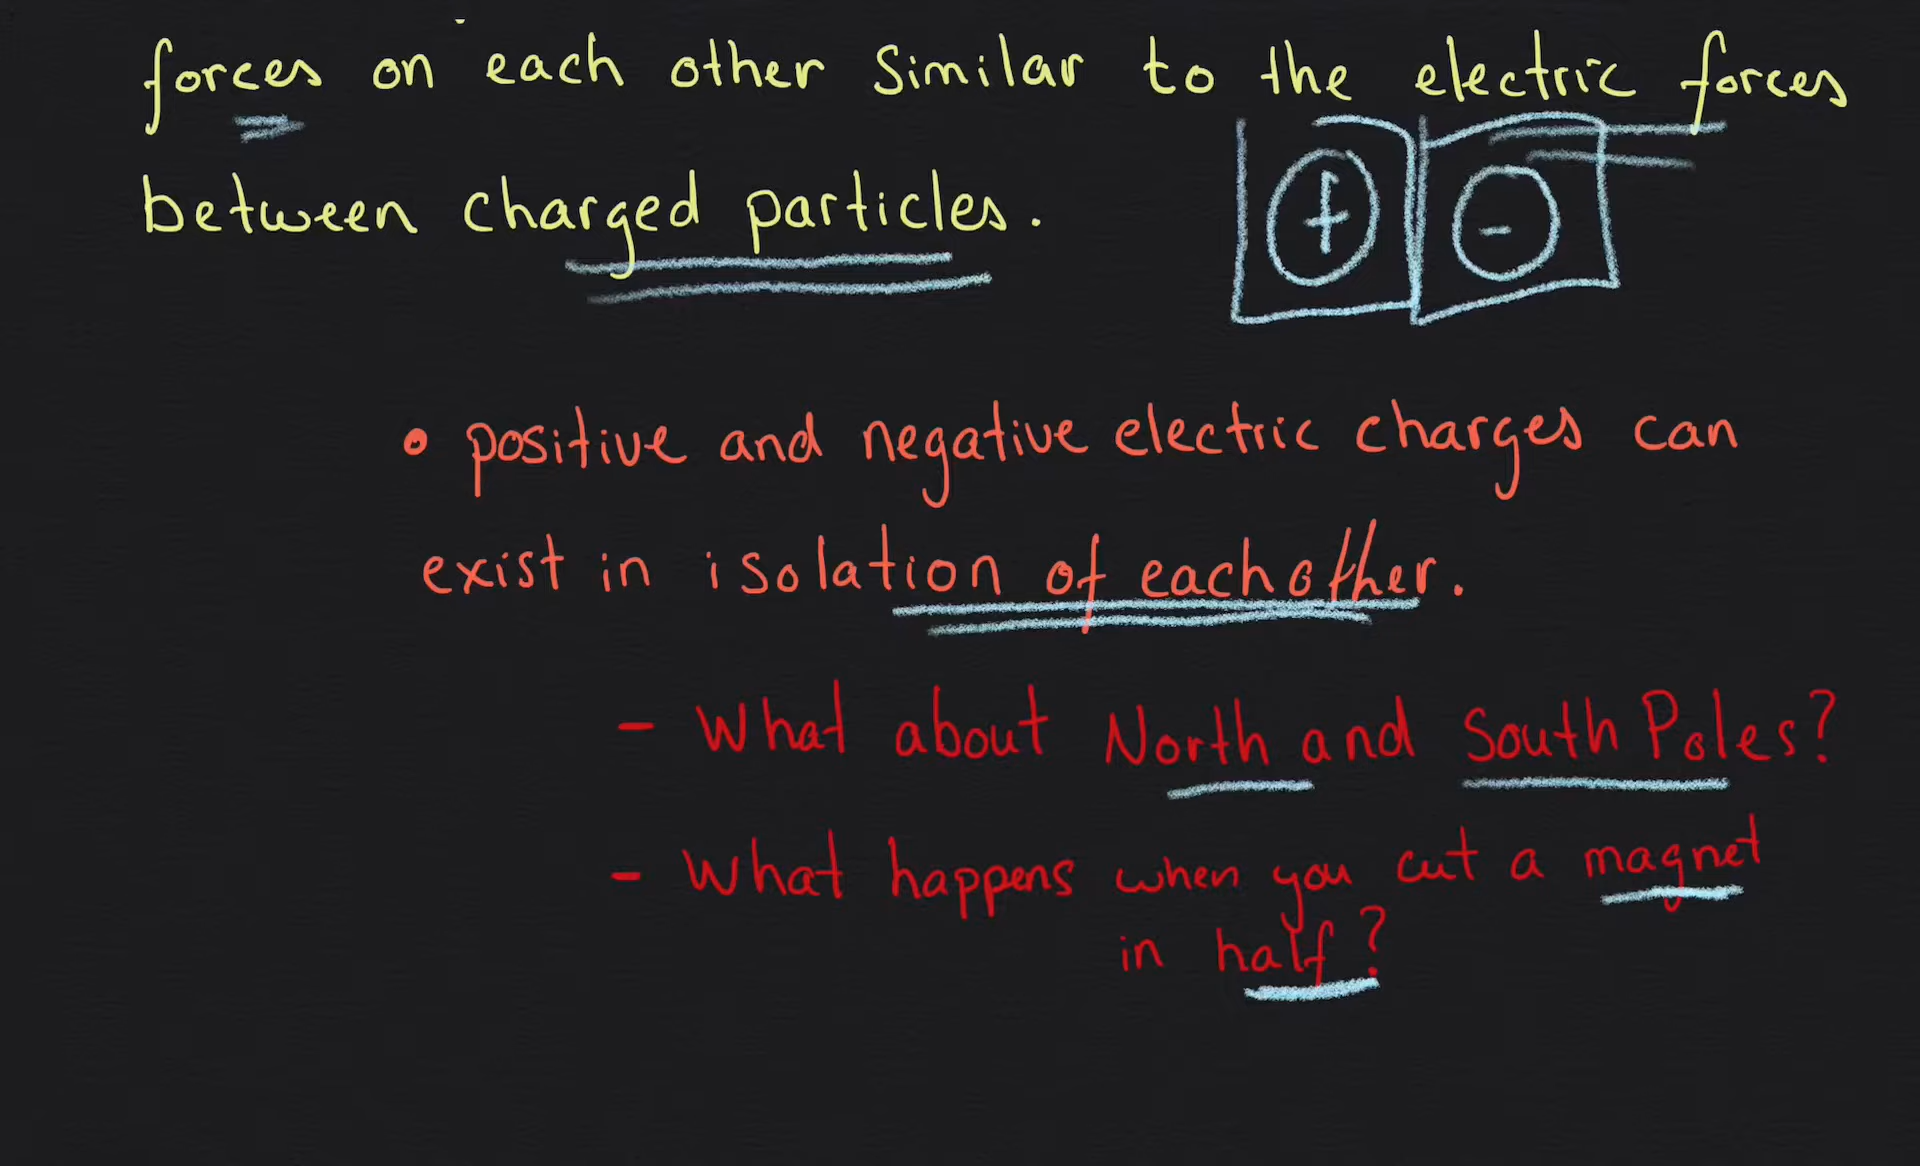 forces on each other similar to the electric forces
between charged particles.
+ -
• positive and negative electric charges can
exist in isolation of eachother.
- What about North and South Poles?
- What happens when you cut a magnet
in half?